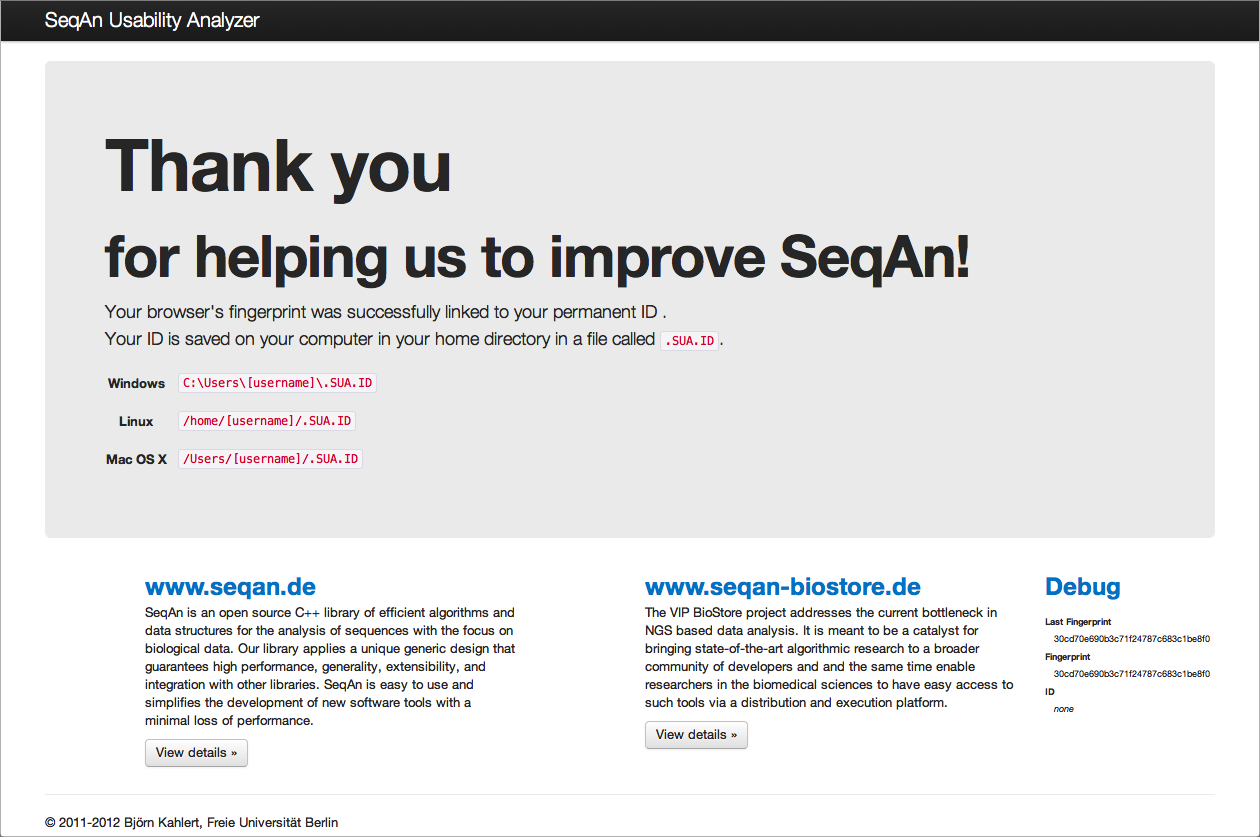 SeqAn Usability Analyzer
Thank you
for helping us to improve SeqAn!
Your browser's fingerprint was successfully linked to your permanent ID .
Your ID is saved on your computer in your home directory in a file called .SUA.ID.
Windows C:\Users\[username]\.SUA.ID
Linux /home/[username]/.SUA.ID
Mac OS X /Users/[username]/.SUA.ID
www.seqan.de
SeqAn is an open source C++ library of efficient algorithms and
data structures for the analysis of sequences with the focus on
biological data. Our library applies a unique generic design that
guarantees high performance, generality, extensibility, and
integration with other libraries. SeqAn is easy to use and
simplifies the development of new software tools with a
minimal loss of performance.
View details »
www.seqan-biostore.de
The VIP BioStore project addresses the current bottleneck in
NGS based data analysis. It is meant to be a catalyst for
bringing state-of-the-art algorithmic research to a broader
community of developers and and the same time enable
researchers in the biomedical sciences to have easy access to
such tools via a distribution and execution platform.
View details »
Debug
Last Fingerprint
30cd70e690b3c71f24787c683c1be8f0
Fingerprint
30cd70e690b3c71f24787c683c1be8f0
ID
none
© 2011-2012 Björn Kahlert, Freie Universität Berlin